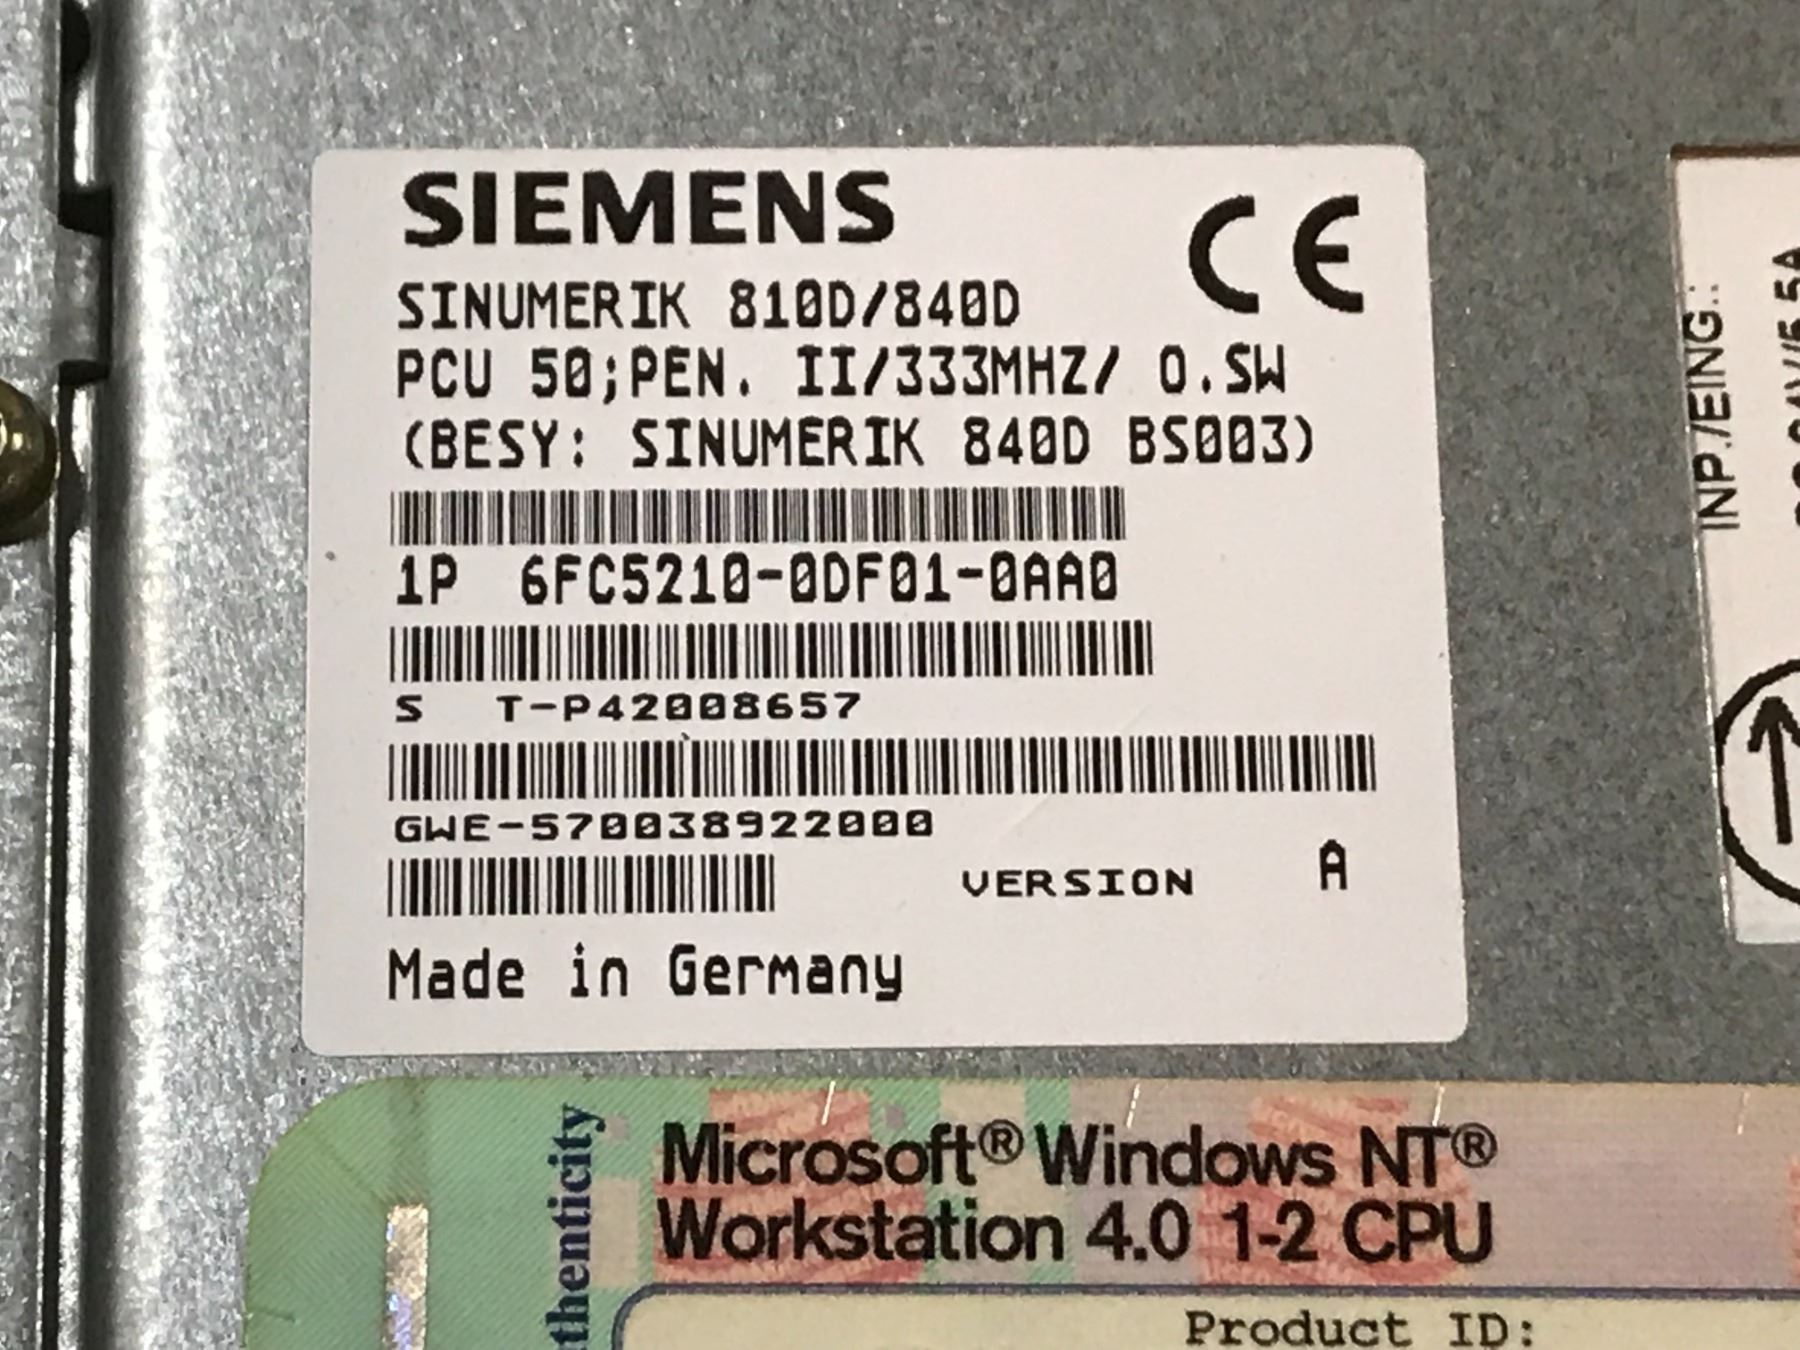 SIEMENS
CE
SINUMERIK 810D/840D
PCU 50;PEN. II/333MHZ/ O.SW
(BESY: SINUMERIK 840D BS003)
1P 6FC5210-0DF01-0AA0
S T-P42008657
GWE-570038922000
VERSION A
Made in Germany
INP./EING.:
Microsoft® Windows NT®
Workstation 4.0 1-2 CPU
Product ID: